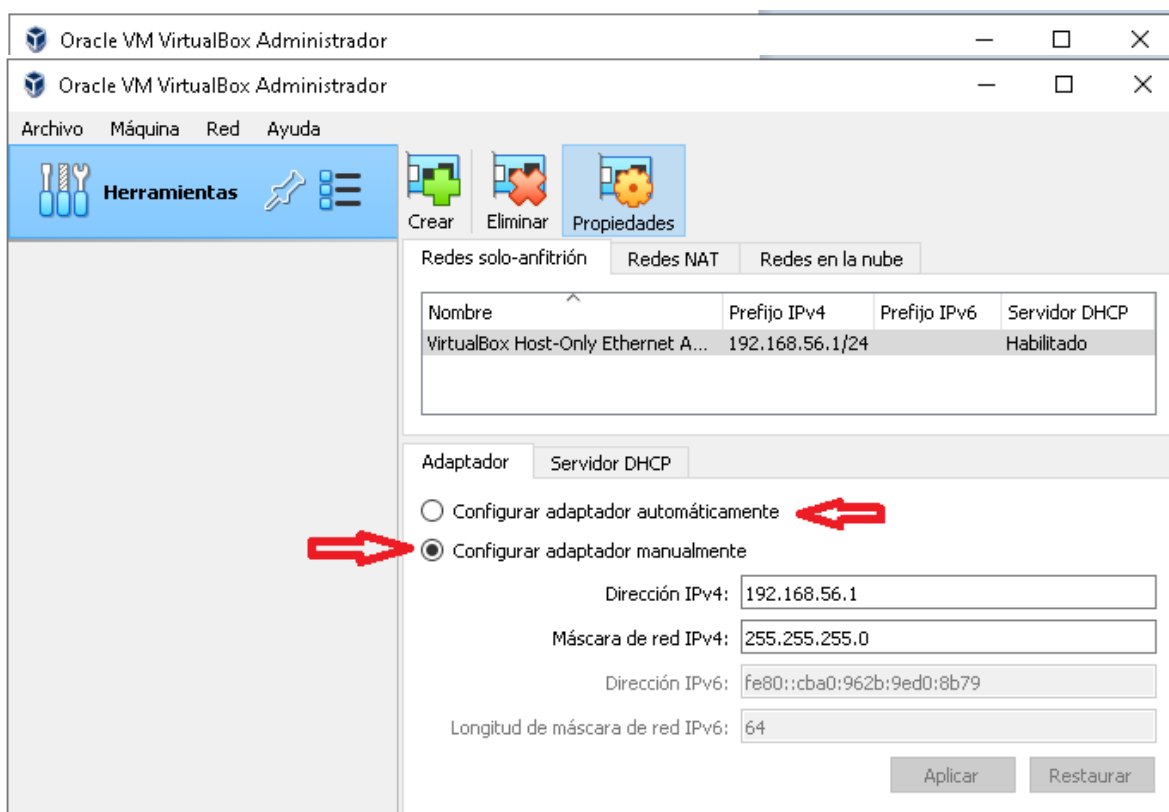 Oracle VM VirtualBox Administrador
Oracle VM VirtualBox Administrador
Archivo Máquina Red Ayuda
Herramientas
Crear Eliminar Propiedades
Redes solo-anfitrión Redes NAT Redes en la nube
Nombre Prefijo IPv4 Prefijo IPv6 Servidor DHCP
VirtualBox Host-Only Ethernet A... 192.168.56.1/24 Habilitado
Adaptador Servidor DHCP
Configurar adaptador automáticamente
Configurar adaptador manualmente
Dirección IPv4: 192.168.56.1
Máscara de red IPv4: 255.255.255.0
Dirección IPv6: fe80::cba0:962b:9ed0:8b79
Longitud de máscara de red IPv6: 64
Aplicar Restaurar